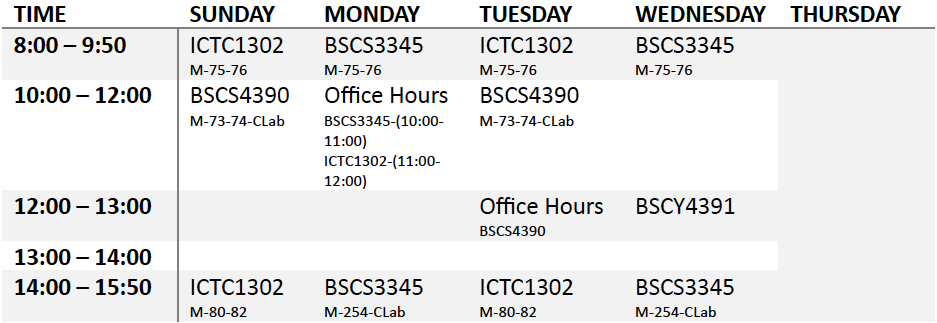 TIME SUNDAY MONDAY TUESDAY WEDNESDAY THURSDAY
8:00 – 9:50 ICTC1302 BSCS3345 ICTC1302 BSCS3345
M-75-76 M-75-76 M-75-76 M-75-76
10:00 – 12:00 BSCS4390 Office Hours BSCS4390
M-73-74-CLab BSCS3345-(10:00- M-73-74-CLab
11:00)
ICTC1302-(11:00-
12:00)
12:00 – 13:00 Office Hours BSCY4391
BSCS4390
13:00 – 14:00
14:00 – 15:50 ICTC1302 BSCS3345 ICTC1302 BSCS3345
M-80-82 M-254-CLab M-80-82 M-254-CLab